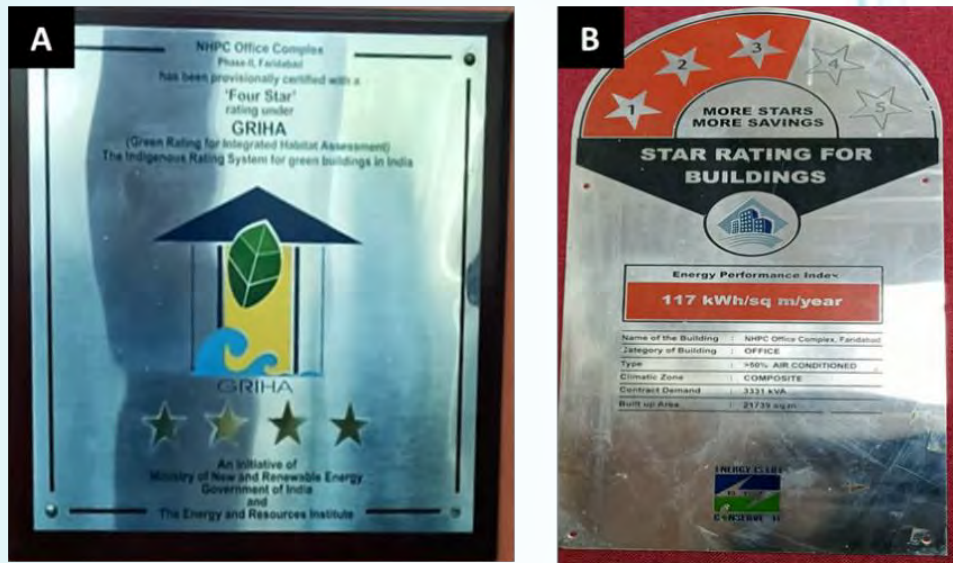 A
NHPC Office Complex
Phase-II, Faridabad
has been provisionally certified with a
'Four Star'
rating under
GRIHA
(Green Rating for Integrated Habitat Assessment)
The Indigenous Rating System for green buildings in India
GRIHA
An Initiative of
Ministry of New and Renewable Energy
Government of India
and
The Energy and Resources Institute
B
1 2 3 4 5
MORE STARS
MORE SAVINGS
STAR RATING FOR
BUILDINGS
Energy Performance Index
117 kWh/sq m/year
Name of the Building : NHPC Office Complex, Faridabad
Category of Building : OFFICE
Type : >50% AIR CONDITIONED
Climatic Zone : COMPOSITE
Contract Demand : 3331 kVA
Built up Area : 21739 sq.m
ENERGY IS LIFE
CONSERVE IT